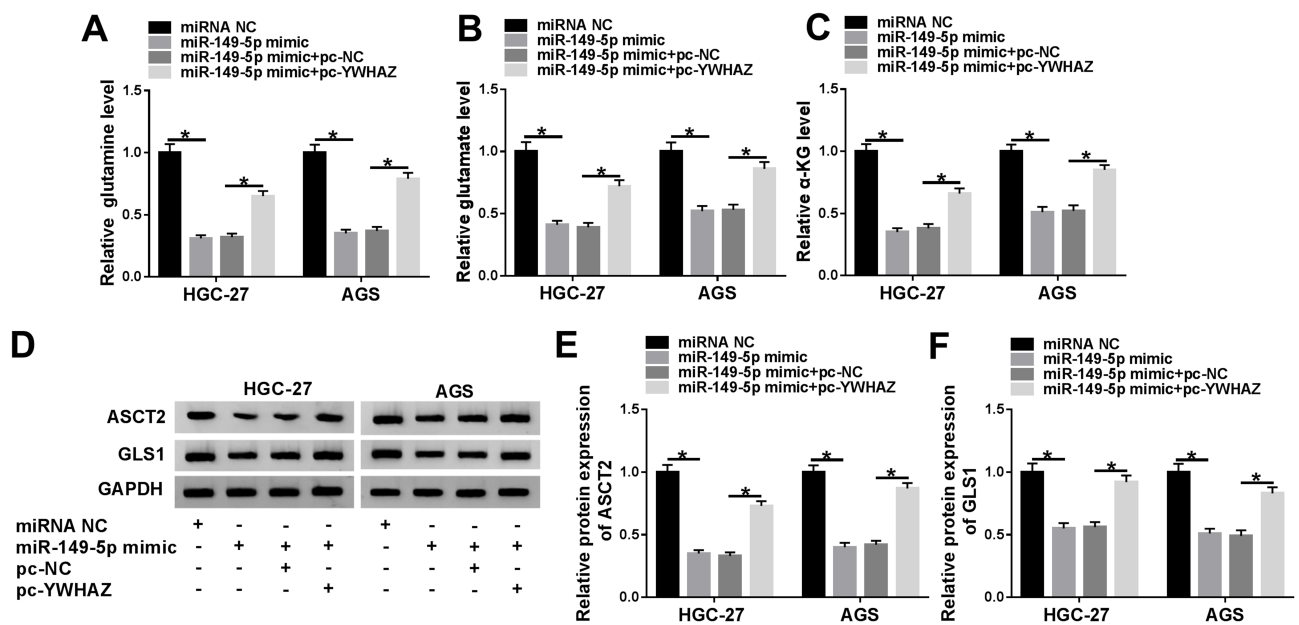 A
miRNA NC
miR-149-5p mimic
miR-149-5p mimic+pc-NC
miR-149-5p mimic+pc-YWHAZ
Relative glutamine level
1.5
1.0
0.5
0.0
* * * *
HGC-27 AGS
B
miRNA NC
miR-149-5p mimic
miR-149-5p mimic+pc-NC
miR-149-5p mimic+pc-YWHAZ
Relative glutamate level
1.5
1.0
0.5
0.0
* * * *
HGC-27 AGS
C
miRNA NC
miR-149-5p mimic
miR-149-5p mimic+pc-NC
miR-149-5p mimic+pc-YWHAZ
Relative α-KG level
1.5
1.0
0.5
0.0
* * * *
HGC-27 AGS
D
HGC-27 AGS
ASCT2
GLS1
GAPDH
miRNA NC + - - - + - - -
miR-149-5p mimic - + + + - + + +
pc-NC - - + - - - + -
pc-YWHAZ - - - + - - - +
E
miRNA NC
miR-149-5p mimic
miR-149-5p mimic+pc-NC
miR-149-5p mimic+pc-YWHAZ
Relative protein expression
of ASCT2
1.5
1.0
0.5
0.0
* * * *
HGC-27 AGS
F
miRNA NC
miR-149-5p mimic
miR-149-5p mimic+pc-NC
miR-149-5p mimic+pc-YWHAZ
Relative protein expression
of GLS1
1.5
1.0
0.5
0.0
* * * *
HGC-27 AGS